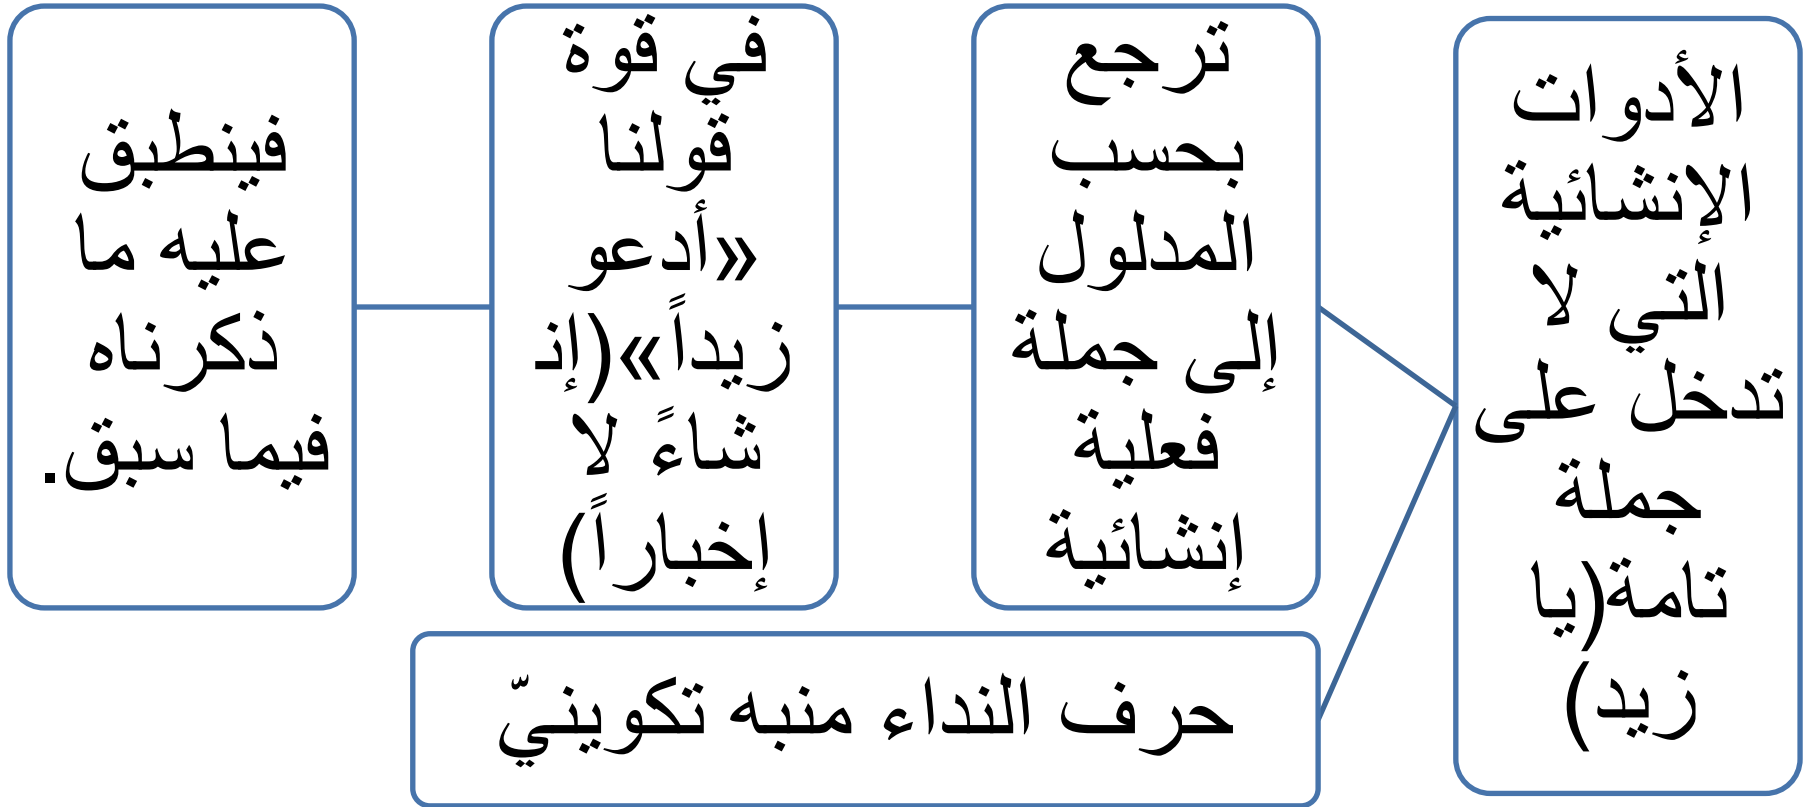 الأدوات
الإنشائية
التي لا
تدخل على
جملة
تامة(يا
زيد)
ترجع
بحسب
المدلول
إلى جملة
فعلية
إنشائية
في قوة
قولنا
«أدعو
زيداً»(إن
شاءً لا
إخباراً)
فينطبق
عليه ما
ذكرناه
فيما سبق.
حرف النداء منبه تكوينيّ